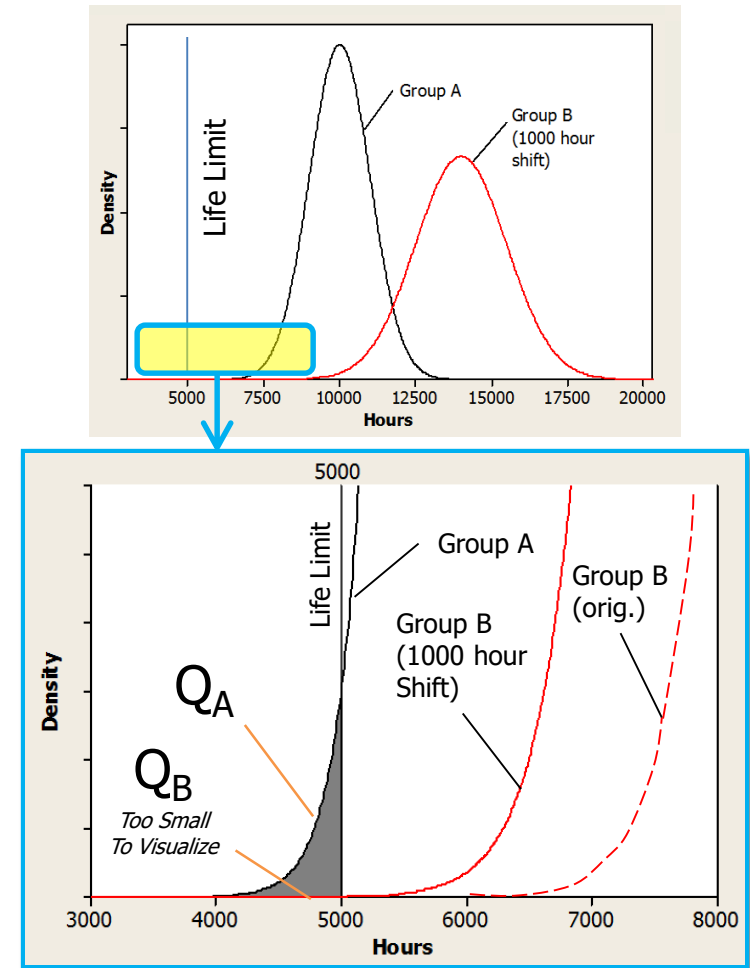 Group A
Group B
(1000 hour
shift)
Life Limit
Density
5000 7500 10000 12500 15000 17500 20000
Hours
5000
Life Limit
Group A
Group B
(orig.)
Group B
(1000 hour
Shift)
QA
QB
Too Small
To Visualize
Density
3000 4000 5000 6000 7000 8000
Hours